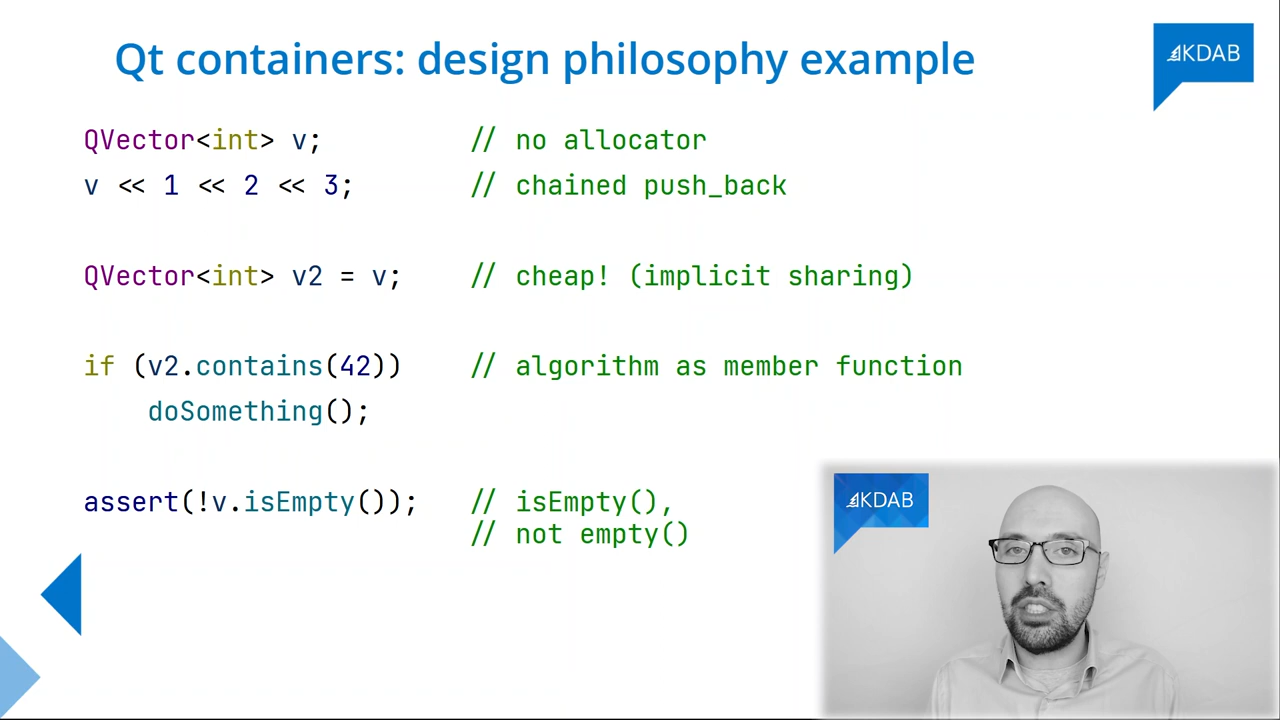 Qt containers: design philosophy example
KDAB
QVector<int> v; // no allocator
v << 1 << 2 << 3; // chained push_back
QVector<int> v2 = v; // cheap! (implicit sharing)
if (v2.contains(42)) // algorithm as member function
doSomething();
assert(!v.isEmpty()); // isEmpty(),
// not empty()
KDAB